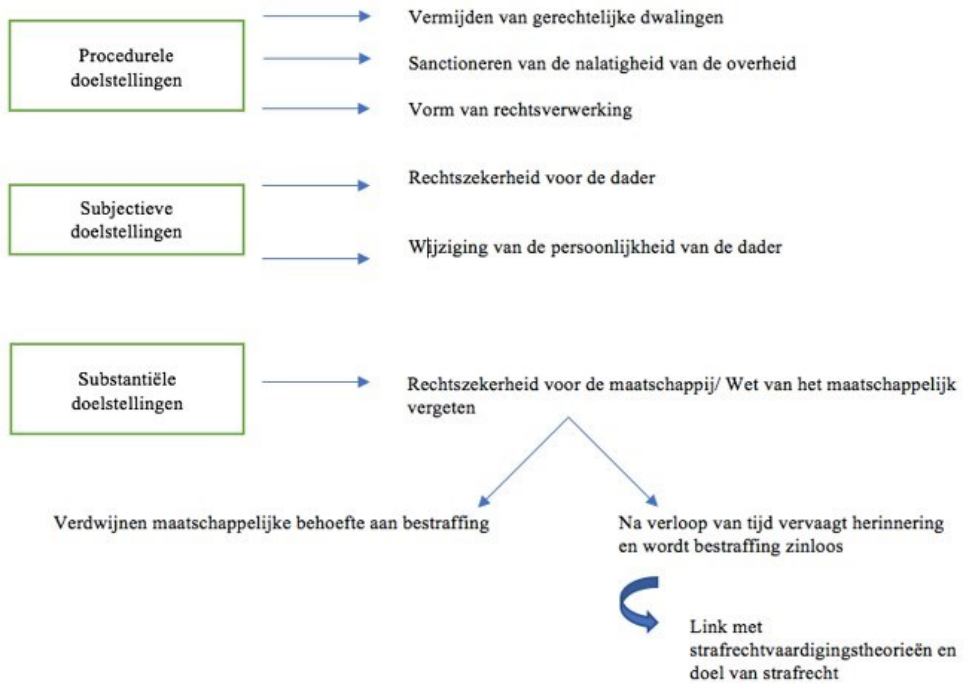 Procedurele
doelstellingen
Vermijden van gerechtelijke dwalingen
Sanctioneren van de nalatigheid van de overheid
Vorm van rechtsverwerking
Subjectieve
doelstellingen
Rechtszekerheid voor de dader
Wijziging van de persoonlijkheid van de dader
Substantiële
doelstellingen
Rechtszekerheid voor de maatschappij/ Wet van het maatschappelijk
vergeten
Verdwijnen maatschappelijke behoefte aan bestraffing
Na verloop van tijd vervaagt herinnering
en wordt bestraffing zinloos
Link met
strafrechtvaardigingstheorieën en
doel van strafrecht